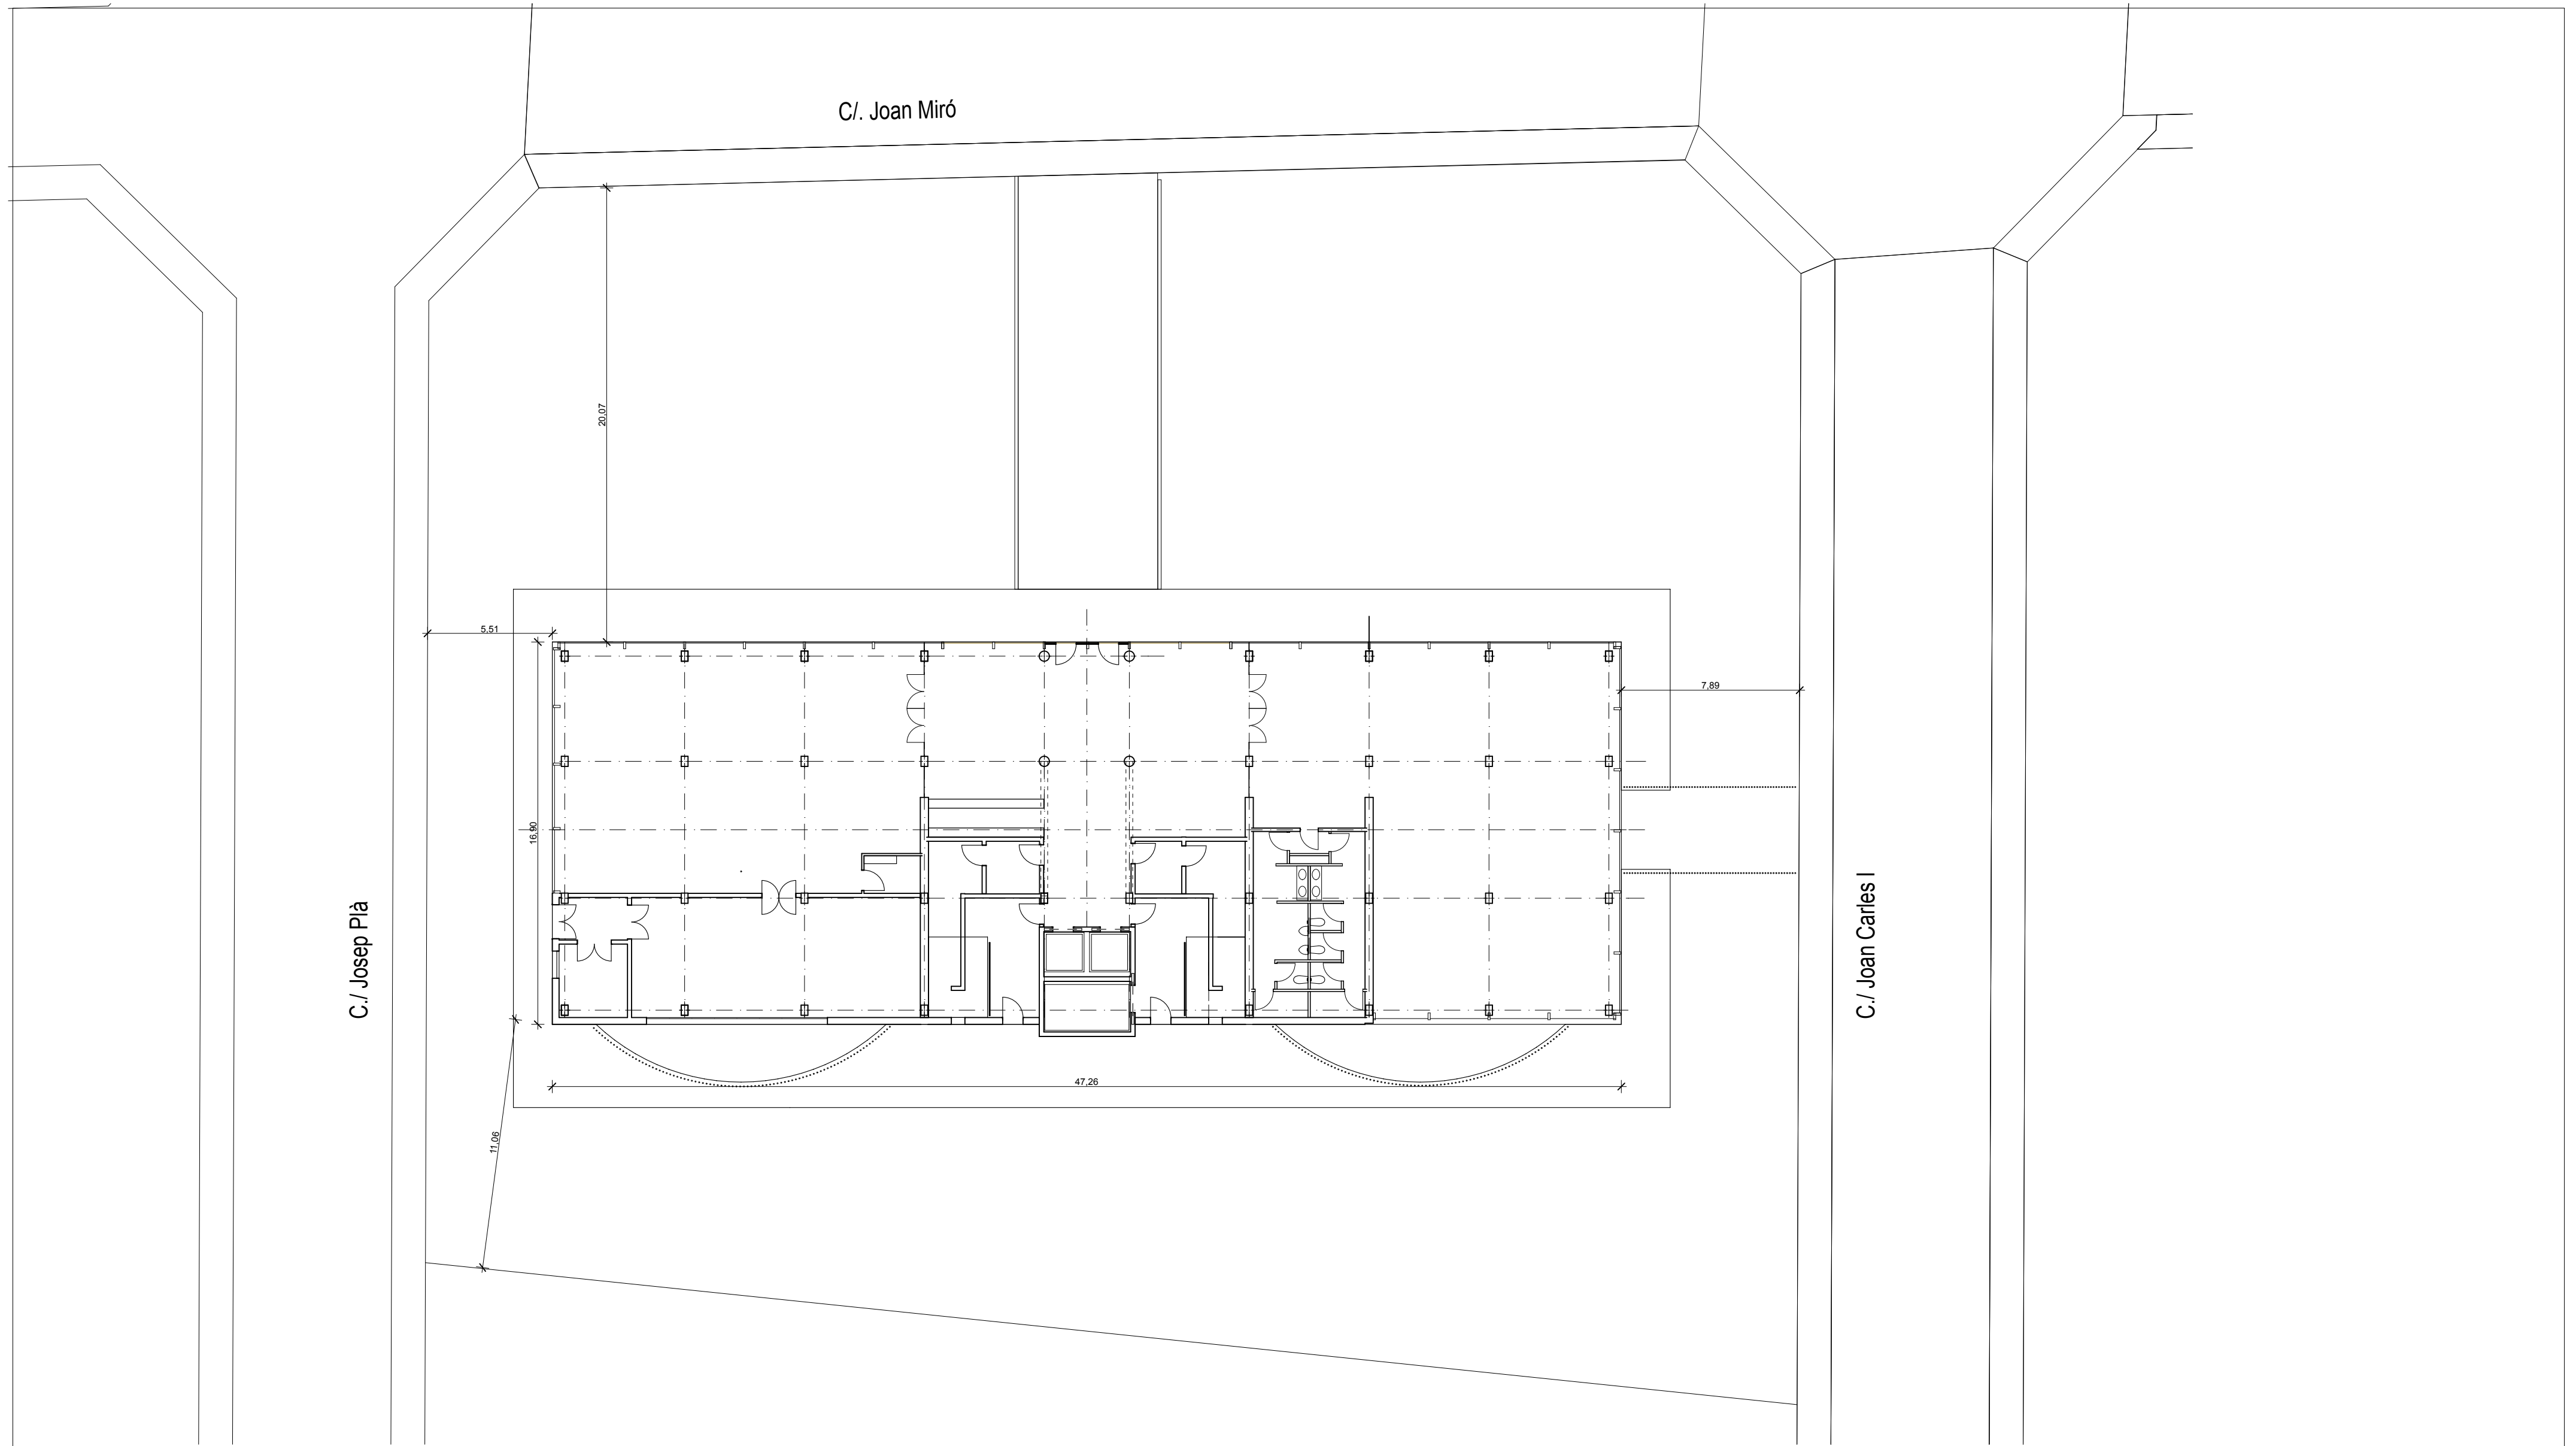 C/. Joan Miró
20,07
5,51
7,89
16,90
C./ Josep Plà
C./ Joan Carles I
47,26
11,06